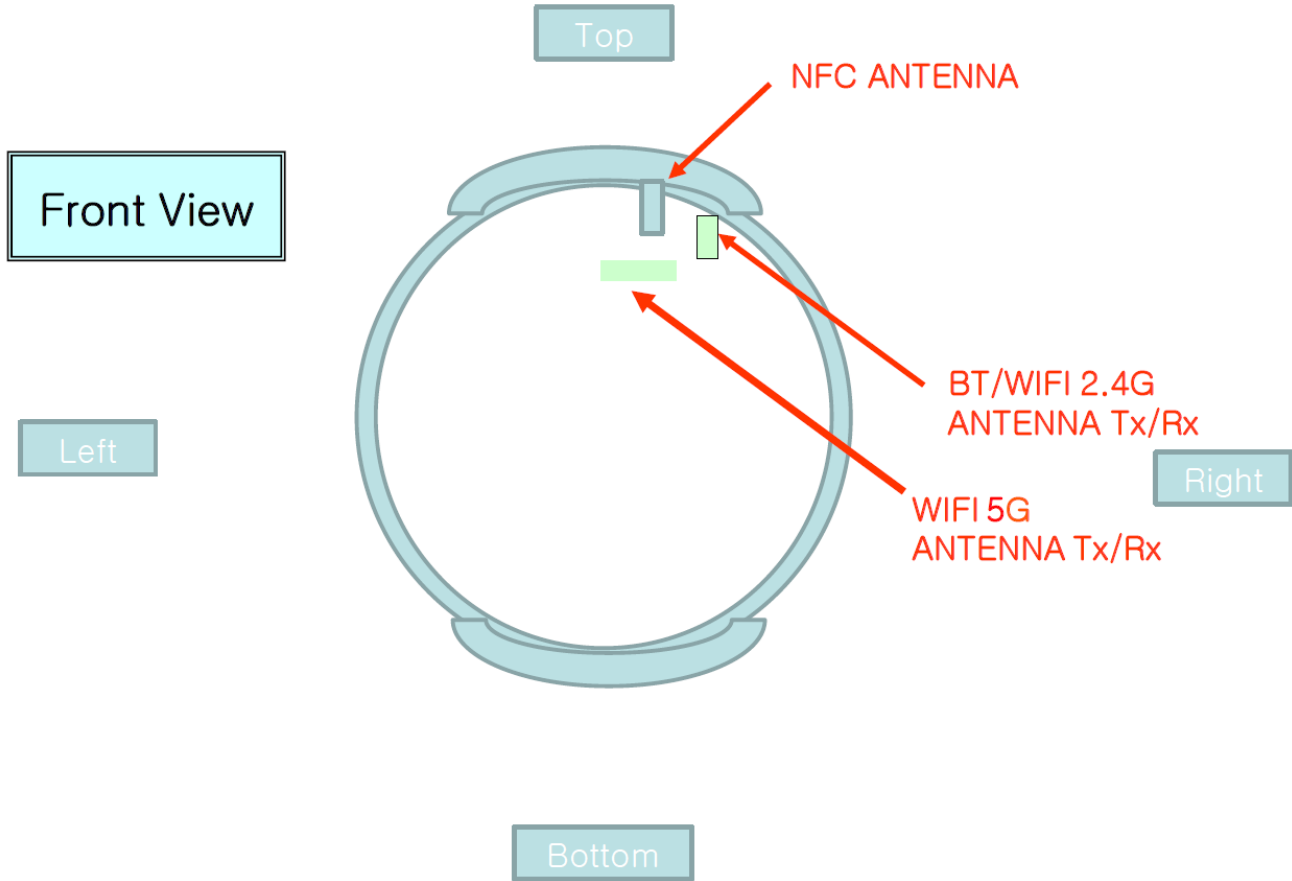 Top
NFC ANTENNA
Front View
BT/WIFI 2.4G
ANTENNA Tx/Rx
Left
Right
WIFI 5G
ANTENNA Tx/Rx
Bottom